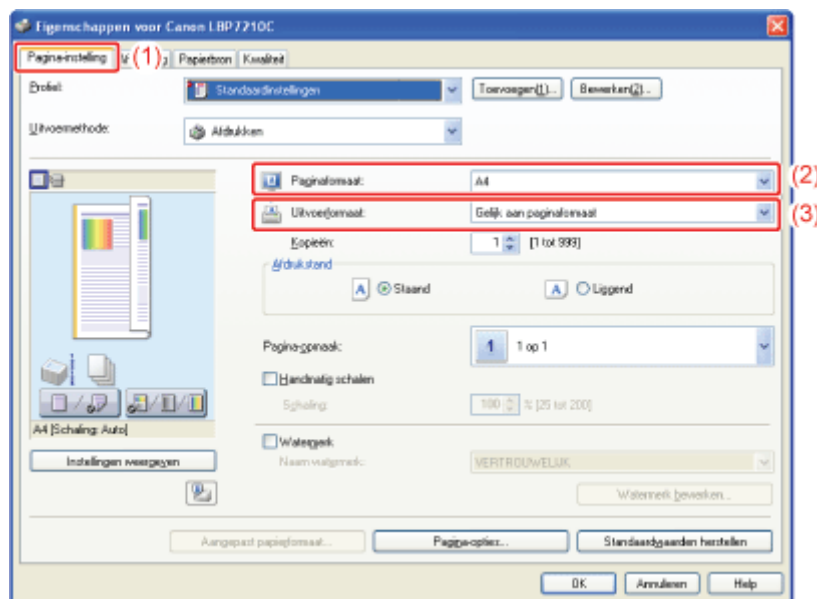 Eigenschappen voor Canon LBP7210C
Pagina-instelling (1) Papierbron Kwaliteit
Profiel: Standaardinstellingen Toevoegen(1)... Bewerken(2)...
Uitvoermethode: Afdrukken
Paginaformaat: A4 (2)
Uitvoerformaat: Gelijk aan paginaformaat (3)
Kopieën: 1 [1 tot 999]
Afdrukstand
A Staand A Liggend
Pagina-opmaak: 1 1 op 1
Handmatig schalen
Schaling: 100 % [25 tot 200]
A4 [Schaling: Auto]
Watermerk
Instellingen weergeven Naam watermerk: VERTROUWELIJK
Watermerk bewerken...
Aangepast papierformaat... Pagina-opties... Standaardwaarden herstellen
OK Annuleren Help